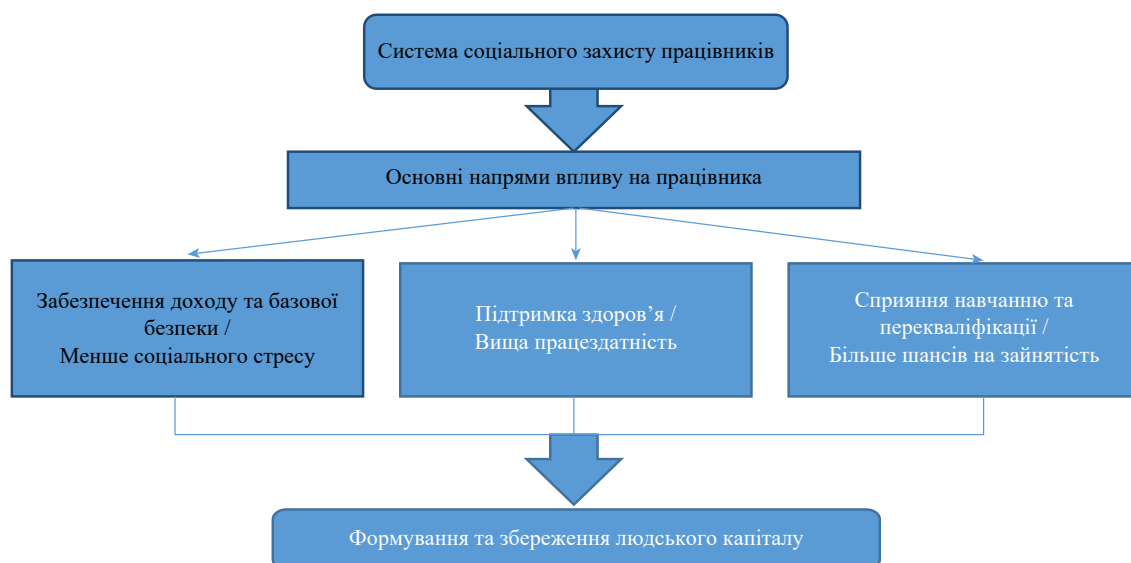 Система соціального захисту працівників
Основні напрями впливу на працівника
Забезпечення доходу та базової
безпеки /
Менше соціального стресу
Підтримка здоров’я /
Вища працездатність
Сприяння навчанню та
перекваліфікації /
Більше шансів на зайнятість
Формування та збереження людського капіталу